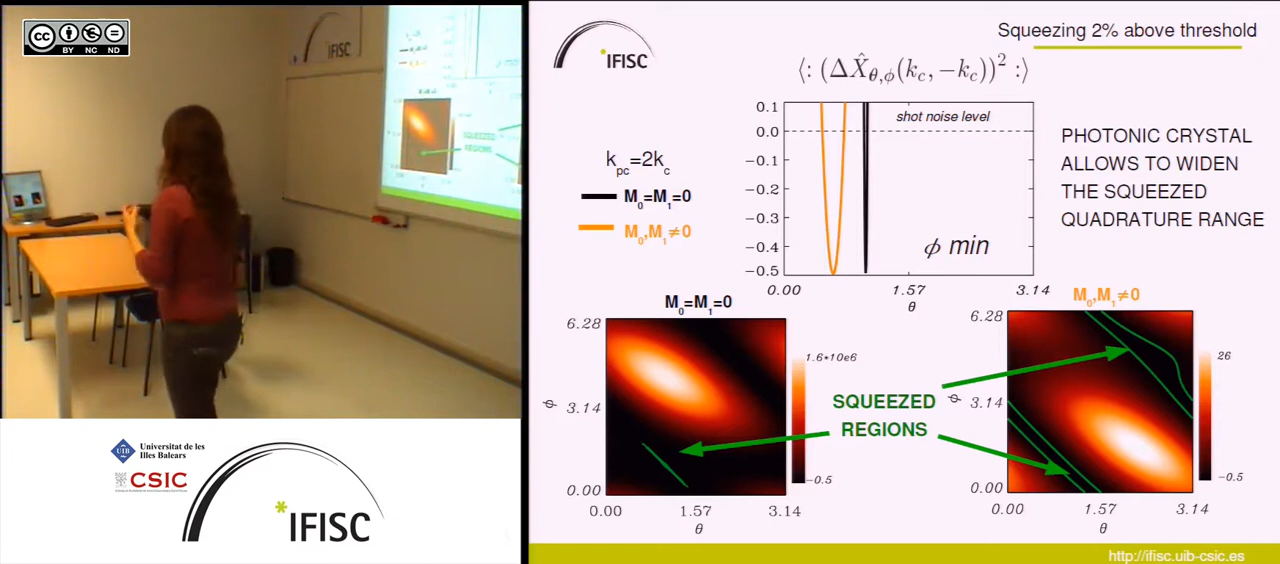 cc BY NC ND
IFISC
SQUEEZED
REGIONS
Universitat de les
Illes Balears
UIB
CSIC
*IFISC
*IFISC
Squeezing 2% above threshold
⟨: (ΔX̂θ,ϕ(kc, −kc))² :⟩
kpc=2kc
M0=M1=0
M0,M1≠0
0.1
0.0
−0.1
−0.2
−0.3
−0.4
−0.5
shot noise level
ϕ min
0.00 1.57 3.14
θ
PHOTONIC CRYSTAL
ALLOWS TO WIDEN
THE SQUEEZED
QUADRATURE RANGE
M0=M1=0
6.28
ϕ 3.14
0.00
0.00 1.57 3.14
θ
1.6*10e6
−0.5
SQUEEZED
REGIONS
M0,M1≠0
6.28
ϕ
3.14
0.00
0.00 1.57 3.14
θ
26
−0.5
http://ifisc.uib-csic.es